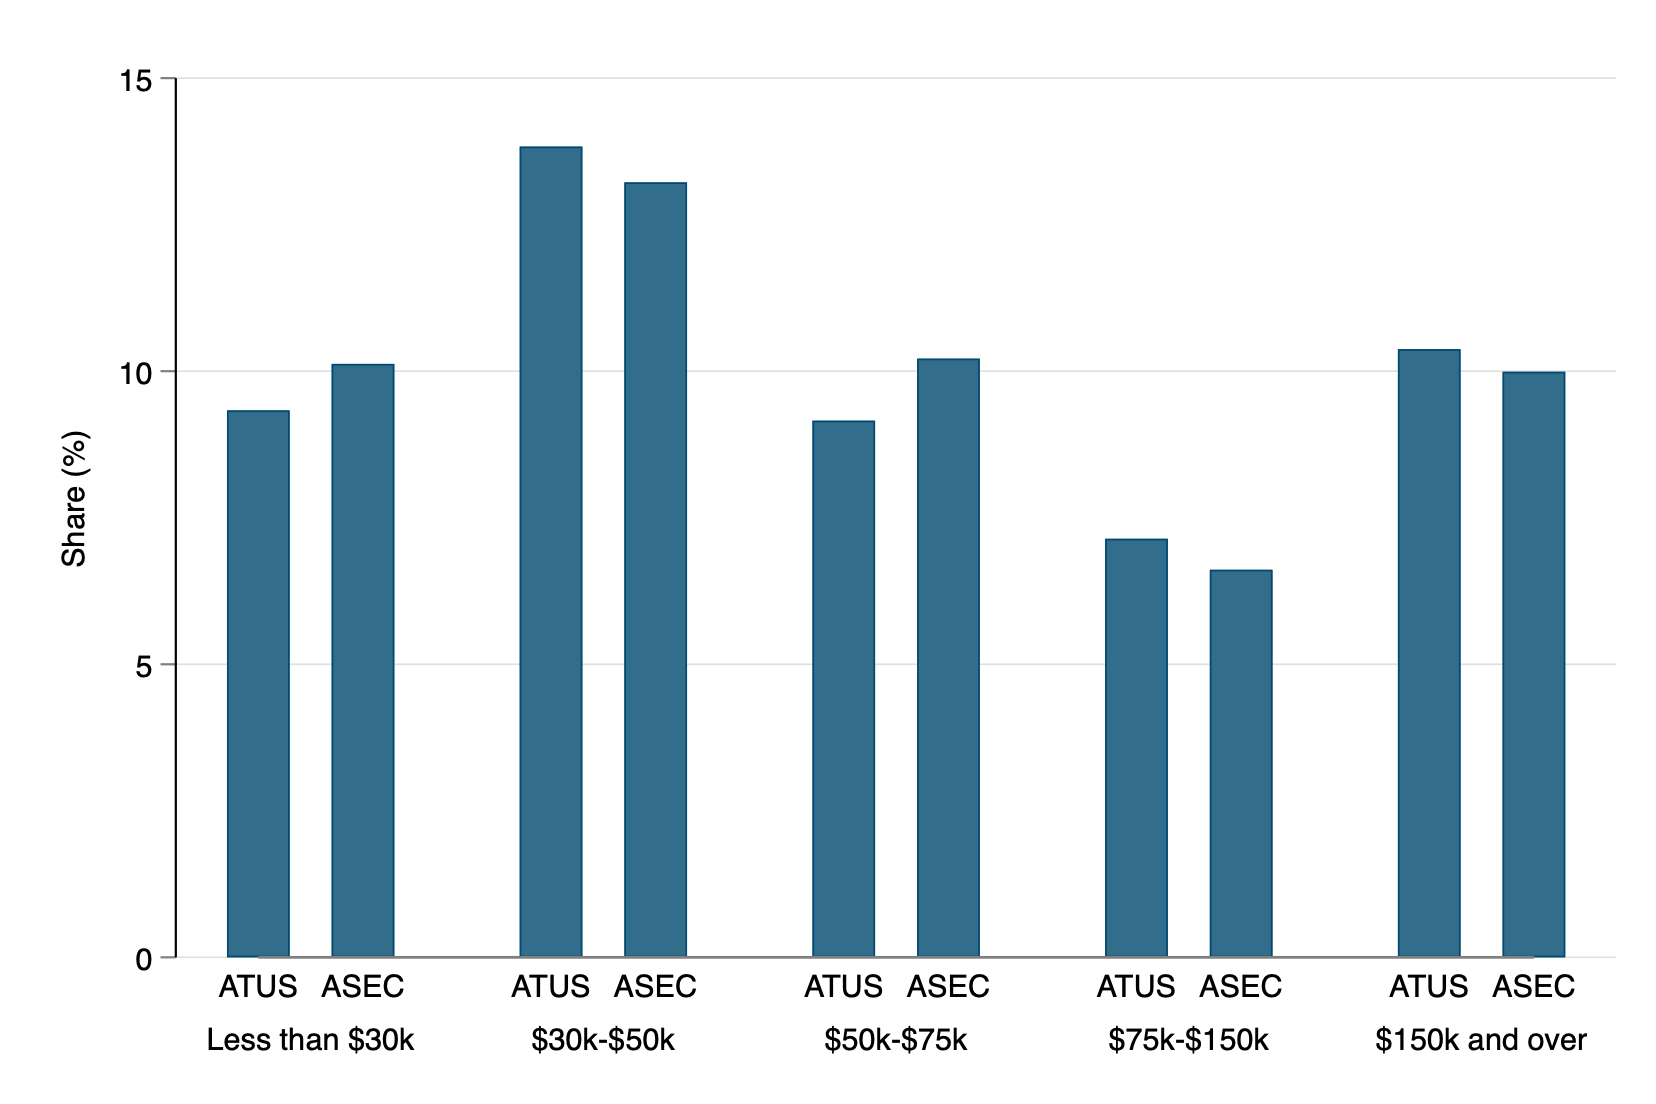 15
10
5
0
Share (%)
ATUS ASEC ATUS ASEC ATUS ASEC ATUS ASEC ATUS ASEC
Less than $30k $30k-$50k $50k-$75k $75k-$150k $150k and over